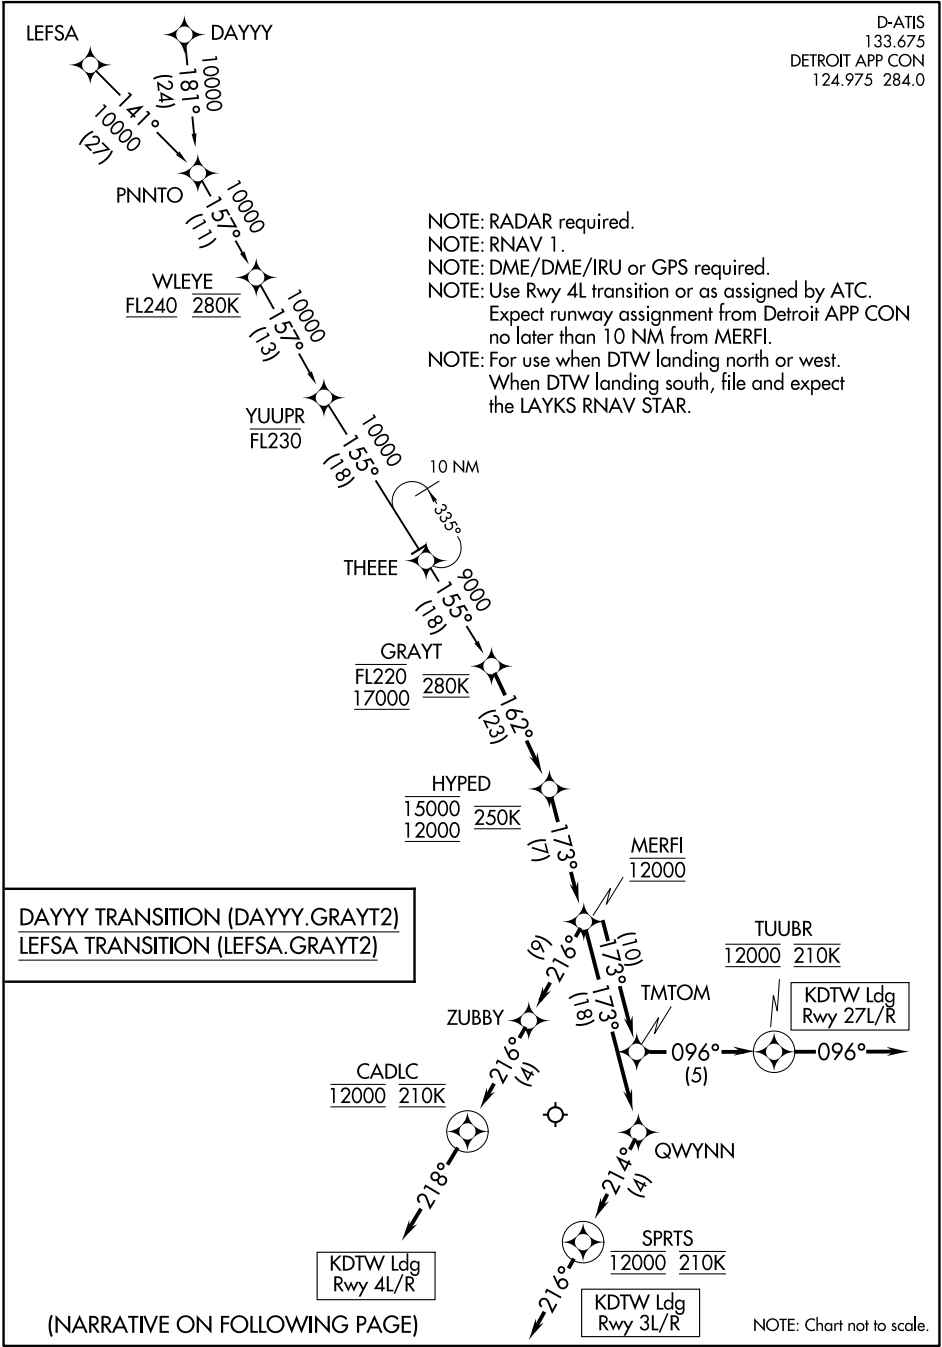 LEFSA
DAYYY
D-ATIS
133.675
DETROIT APP CON
124.975 284.0
10000
181°
(24)
141°
10000
(27)
PNNTO
10000
157°
(11)
NOTE: RADAR required.
NOTE: RNAV 1.
NOTE: DME/DME/IRU or GPS required.
NOTE: Use Rwy 4L transition or as assigned by ATC.
Expect runway assignment from Detroit APP CON
no later than 10 NM from MERFI.
NOTE: For use when DTW landing north or west.
When DTW landing south, file and expect
the LAYKS RNAV STAR.
WLEYE
FL240 280K
10000
157°
(13)
YUUPR
FL230
10000
155°
(18)
10 NM
335°
THEEE
9000
155°
(18)
GRAYT
FL220
17000
280K
162°
(23)
HYPED
15000
12000
250K
173°
(7)
MERFI
12000
DAYYY TRANSITION (DAYYY.GRAYT2)
LEFSA TRANSITION (LEFSA.GRAYT2)
(9)
216°
(10)
173°
173°
(18)
TUUBR
12000 210K
KDTW Ldg
Rwy 27L/R
TMTOM
096°
(5)
096°
ZUBBY
216°
(4)
CADLC
12000 210K
218°
KDTW Ldg
Rwy 4L/R
QWYNN
214°
(4)
SPRTS
12000 210K
216°
KDTW Ldg
Rwy 3L/R
(NARRATIVE ON FOLLOWING PAGE)
NOTE: Chart not to scale.